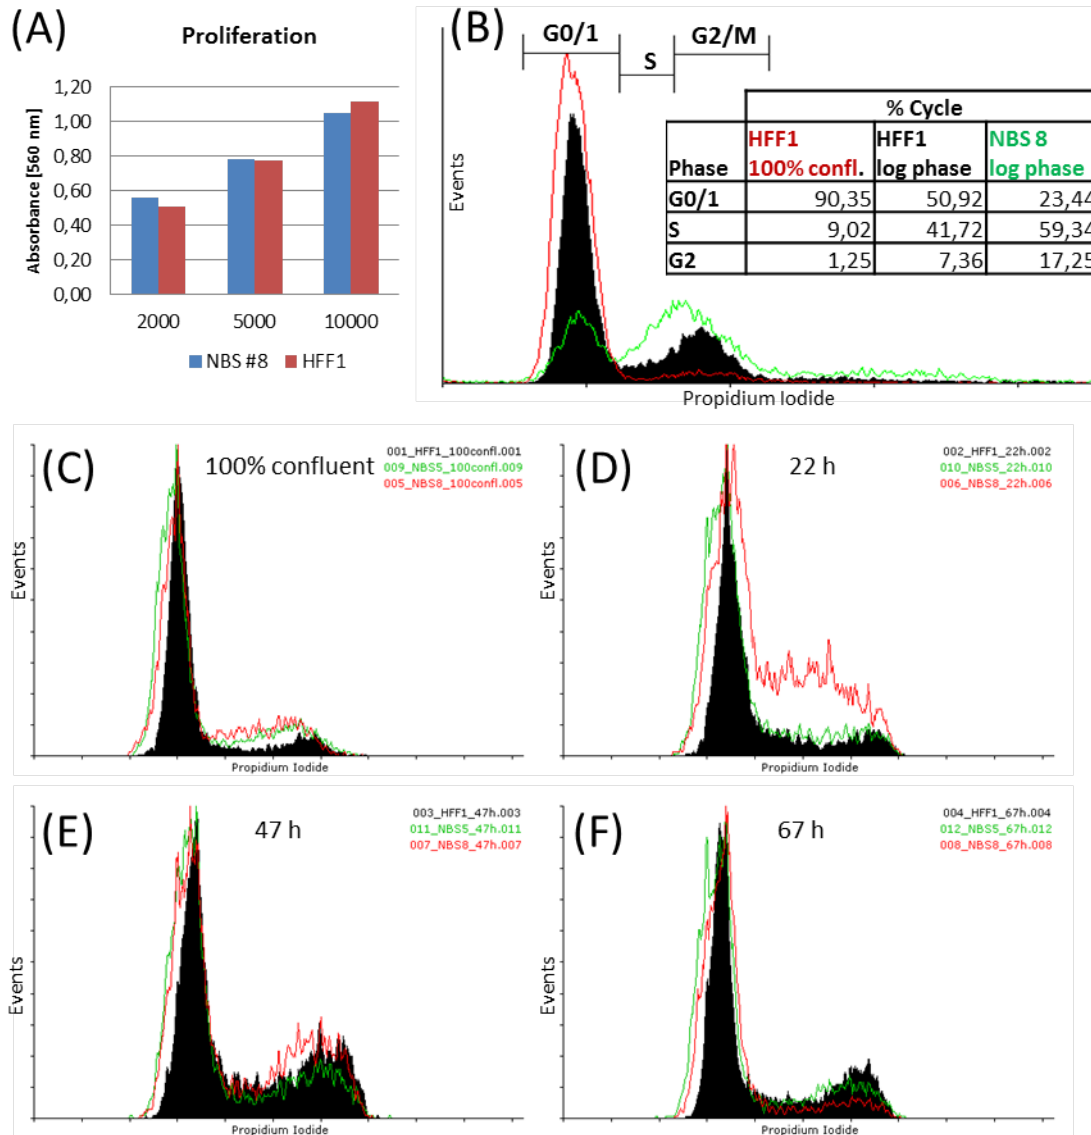 (A)
Proliferation
Absorbance [560 nm]
1,20
1,00
0,80
0,60
0,40
0,20
0,00
2000 5000 10000
NBS #8 HFF1
(B)
G0/1
S
G2/M
Events
Propidium Iodide
% Cycle
Phase HFF1 100% confl. HFF1 log phase NBS 8 log phase
G0/1 90,35 50,92 23,44
S 9,02 41,72 59,34
G2 1,25 7,36 17,25
(C)
100% confluent
001_HFF1_100confl.001
009_NBS5_100confl.009
005_NBS8_100confl.005
Events
Propidium Iodide
(D)
22 h
002_HFF1_22h.002
010_NBS5_22h.010
006_NBS8_22h.006
Events
Propidium Iodide
(E)
47 h
003_HFF1_47h.003
011_NBS5_47h.011
007_NBS8_47h.007
Events
Propidium Iodide
(F)
67 h
004_HFF1_67h.004
012_NBS5_67h.012
008_NBS8_67h.008
Events
Propidium Iodide